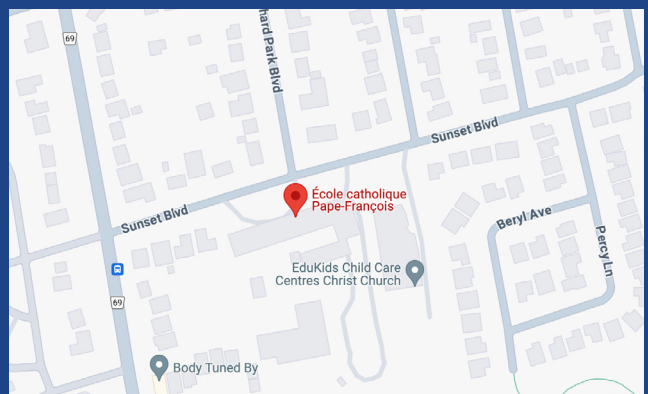 69
hard Park Blvd
Sunset Blvd
École catholique
Pape-François
Sunset Blvd
Beryl Ave
Percy Ln
EduKids Child Care
Centres Christ Church
69
Body Tuned By